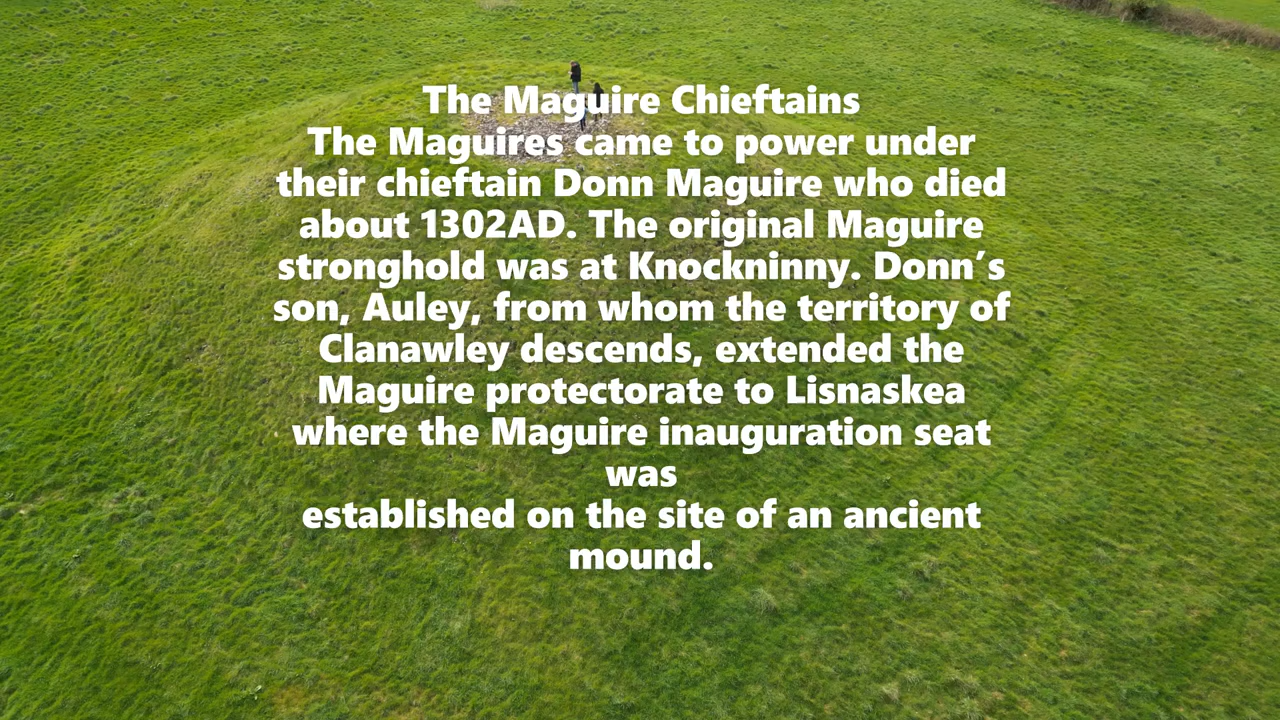 The Maguire Chieftains
The Maguires came to power under
their chieftain Donn Maguire who died
about 1302AD. The original Maguire
stronghold was at Knockninny. Donn’s
son, Auley, from whom the territory of
Clanawley descends, extended the
Maguire protectorate to Lisnaskea
where the Maguire inauguration seat
was
established on the site of an ancient
mound.